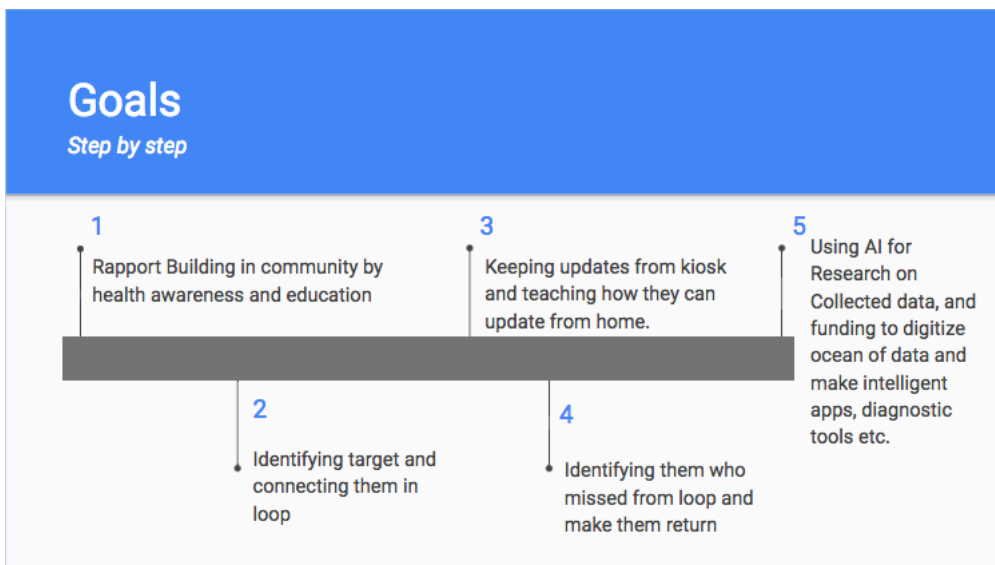 Goals
Step by step
1
Rapport Building in community by
health awareness and education
2
Identifying target and
connecting them in
loop
3
Keeping updates from kiosk
and teaching how they can
update from home.
4
Identifying them who
missed from loop and
make them return
5
Using AI for
Research on
Collected data, and
funding to digitize
ocean of data and
make intelligent
apps, diagnostic
tools etc.